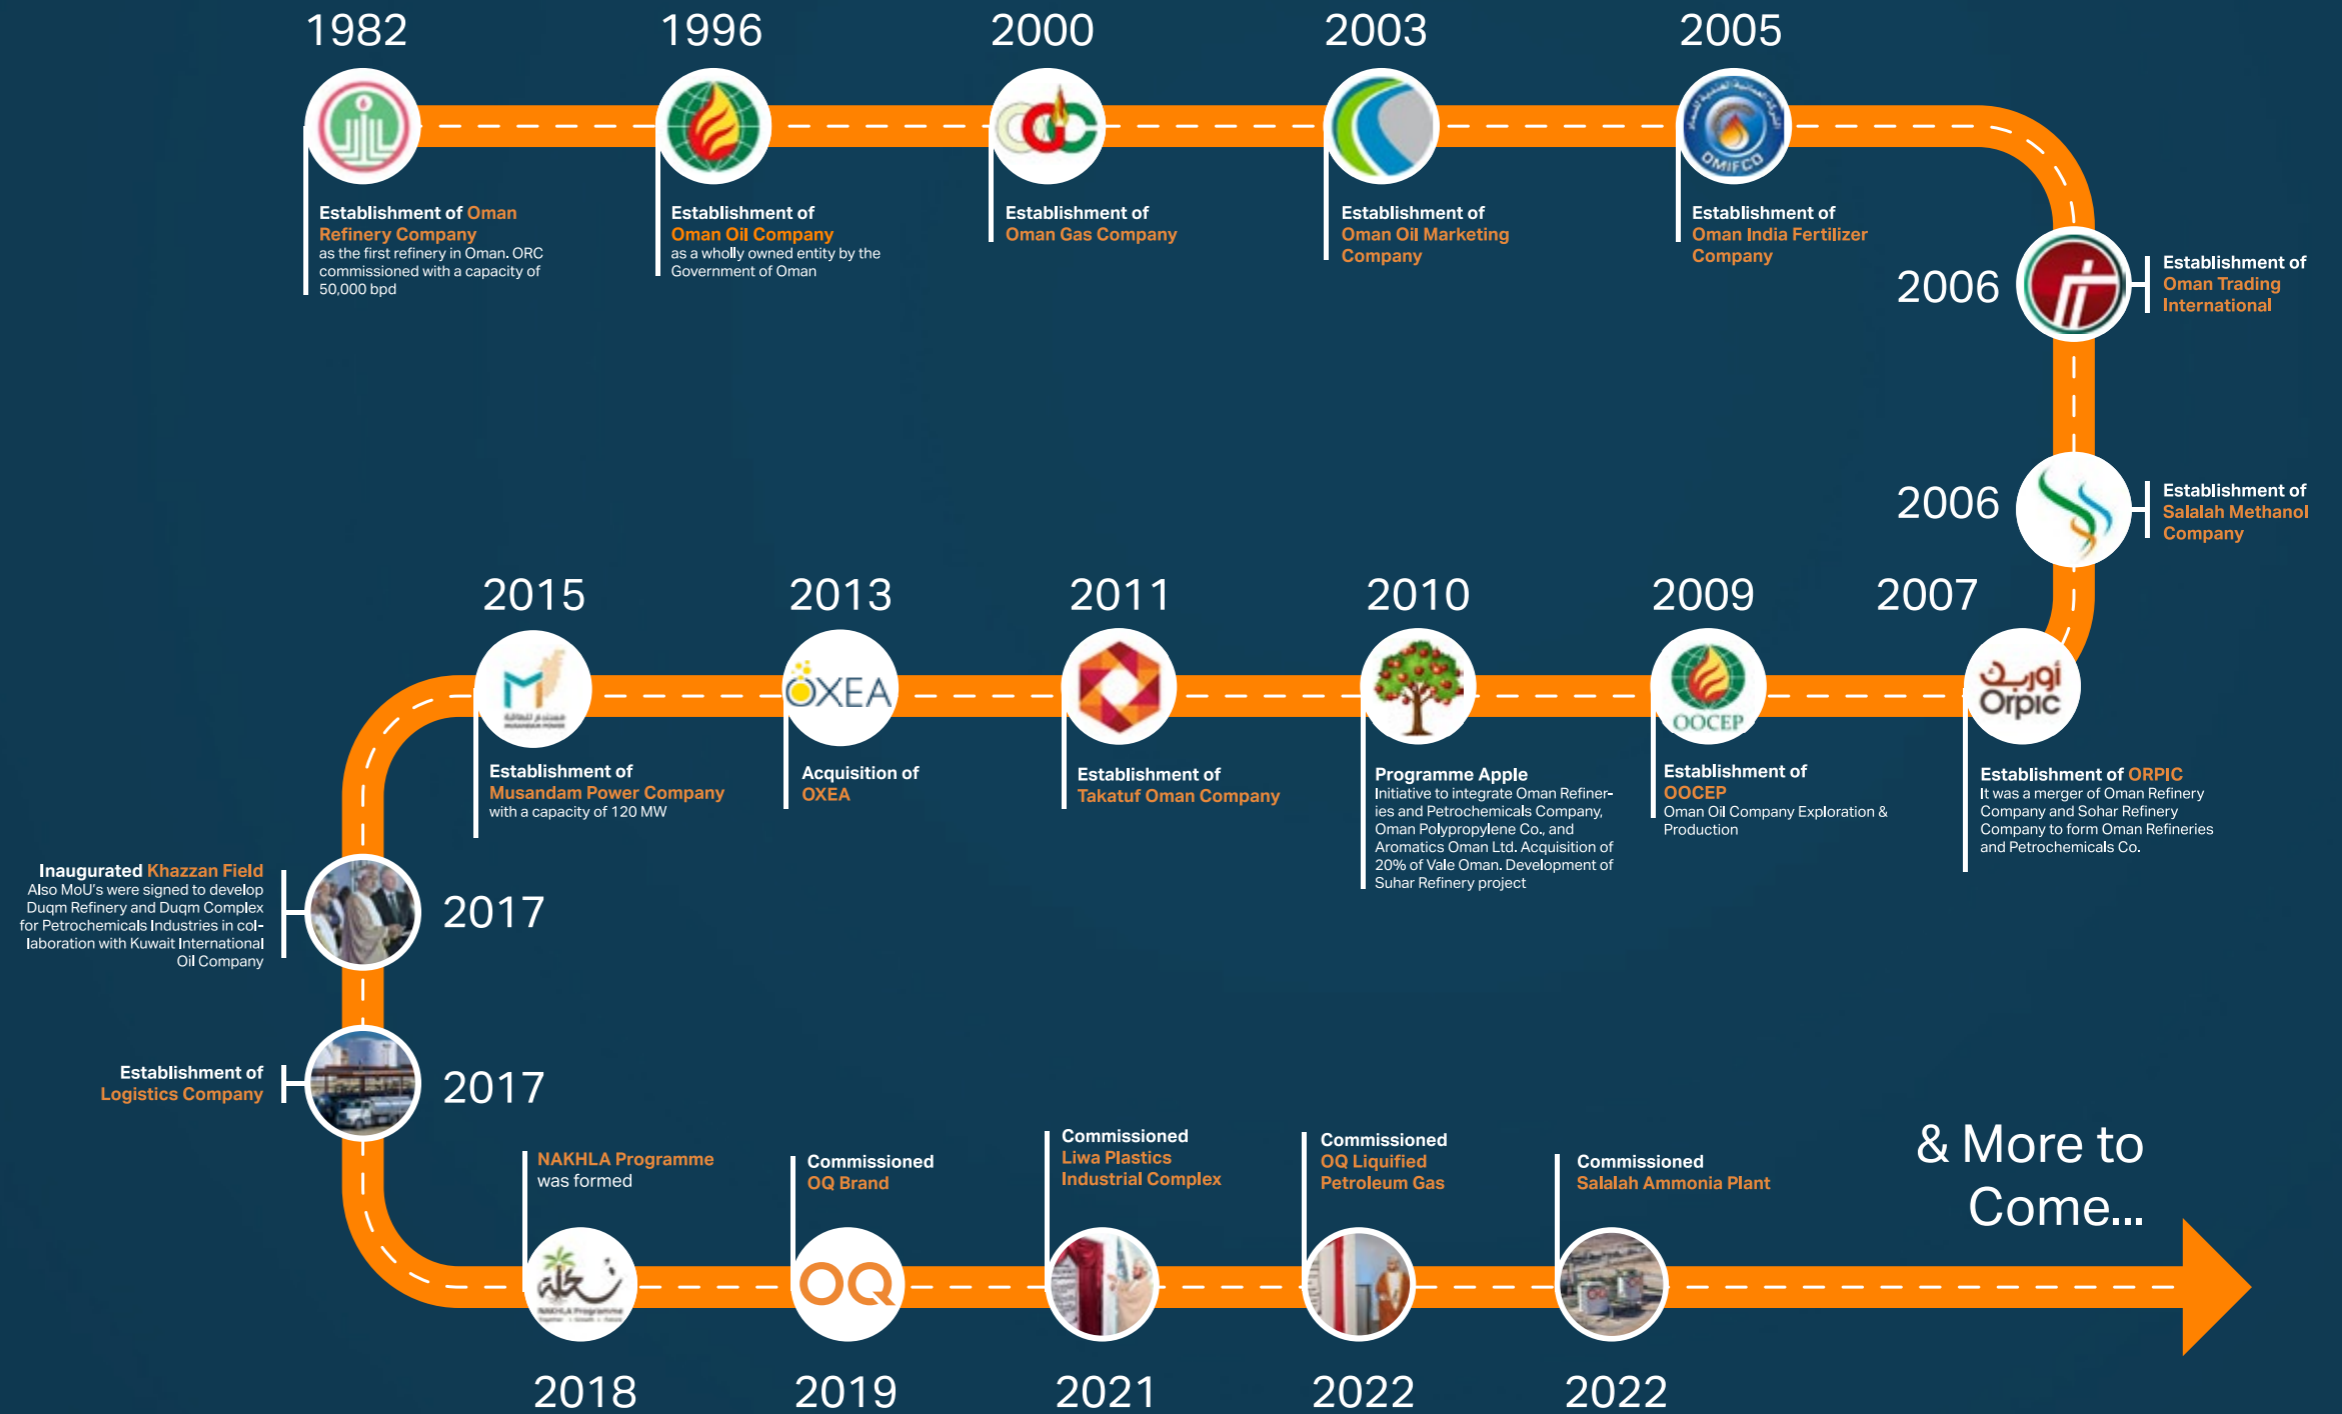 1982
1996
2000
2003
2005
Establishment of Oman
Refinery Company
as the first refinery in Oman. ORC
commissioned with a capacity of
50,000 bpd
Establishment of
Oman Oil Company
as a wholly owned entity by the
Government of Oman
OGC
Establishment of
Oman Gas Company
Establishment of
Oman Oil Marketing
Company
OMIFCO
Establishment of
Oman India Fertilizer
Company
2006
Establishment of
Oman Trading
International
2006
Establishment of
Salalah Methanol
Company
2007
أوربك
Orpic
Establishment of ORPIC
It was a merger of Oman Refinery
Company and Sohar Refinery
Company to form Oman Refineries
and Petrochemicals Co.
2009
OOCEP
Establishment of
OOCEP
Oman Oil Company Exploration &
Production
2010
Programme Apple
Initiative to integrate Oman Refiner-
ies and Petrochemicals Company,
Oman Polypropylene Co., and
Aromatics Oman Ltd. Acquisition of
20% of Vale Oman. Development of
Suhar Refinery project
2011
Establishment of
Takatuf Oman Company
2013
OXEA
Acquisition of
OXEA
2015
MUSANDAM POWER
Establishment of
Musandam Power Company
with a capacity of 120 MW
Inaugurated Khazzan Field
Also MoU's were signed to develop
Duqm Refinery and Duqm Complex
for Petrochemicals Industries in col-
laboration with Kuwait International
Oil Company
2017
Establishment of
Logistics Company
2017
NAKHLA Programme
was formed
نخلة
NAKHLA Programme
2018
Commissioned
OQ Brand
OQ
2019
Commissioned
Liwa Plastics
Industrial Complex
2021
Commissioned
OQ Liquified
Petroleum Gas
2022
Commissioned
Salalah Ammonia Plant
2022
& More to
Come...